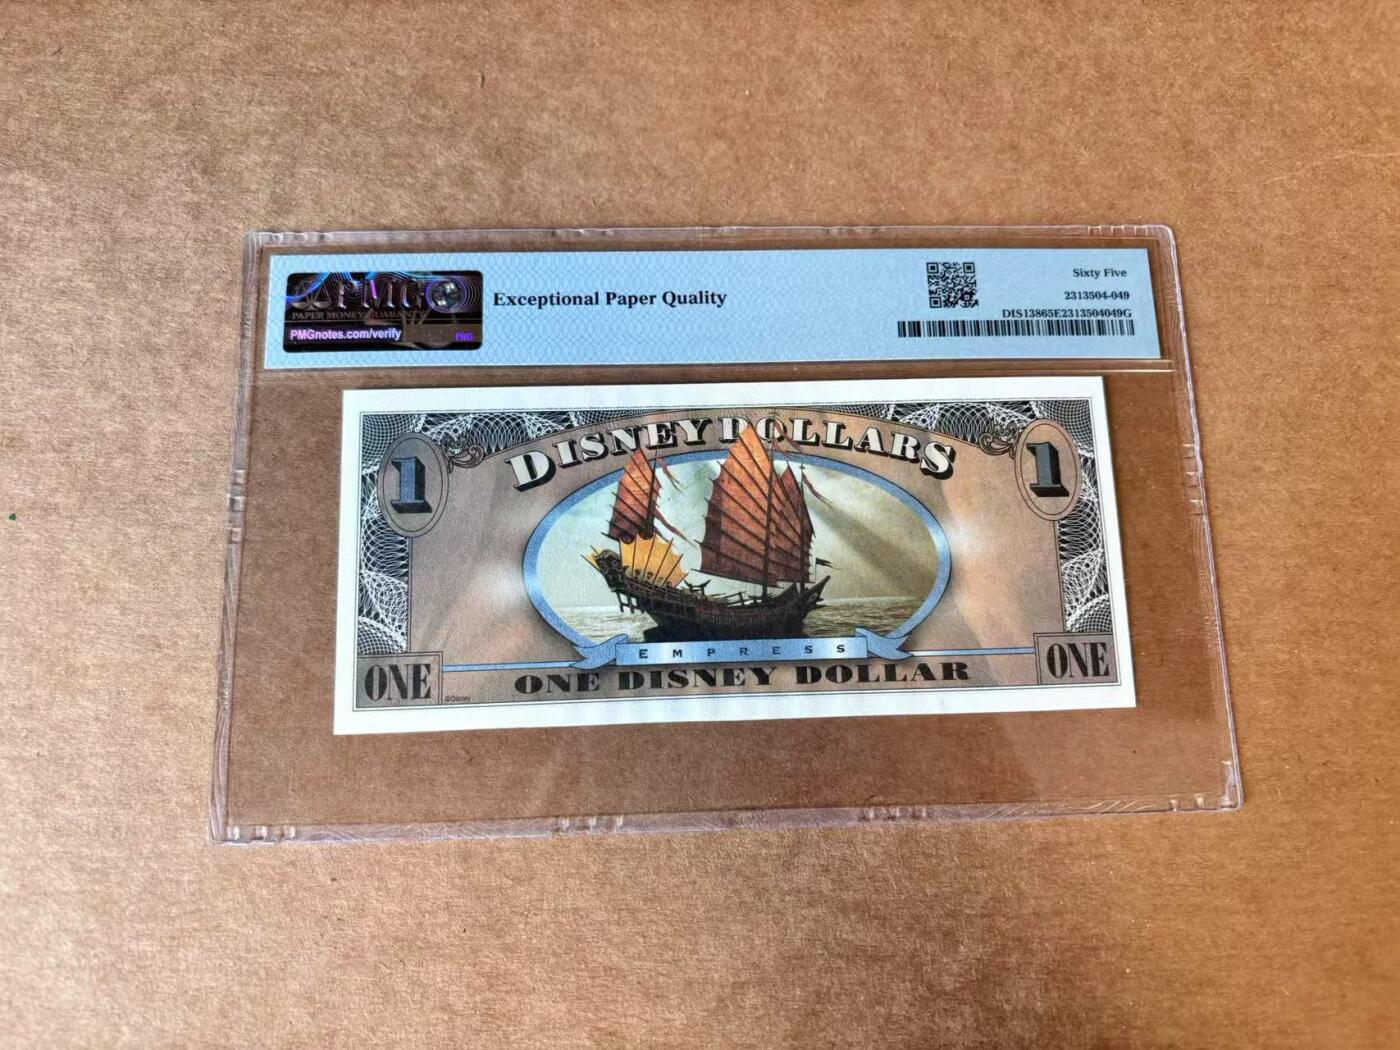 PMG
PAPER MONEY GUARANTY
PMGnotes.com/verify
PMG
Exceptional Paper Quality
Sixty Five
2313504-049
DIS13865E2313504049G
DISNEY DOLLARS
1
1
EMPRESS
ONE
©Disney
ONE DISNEY DOLLAR
ONE